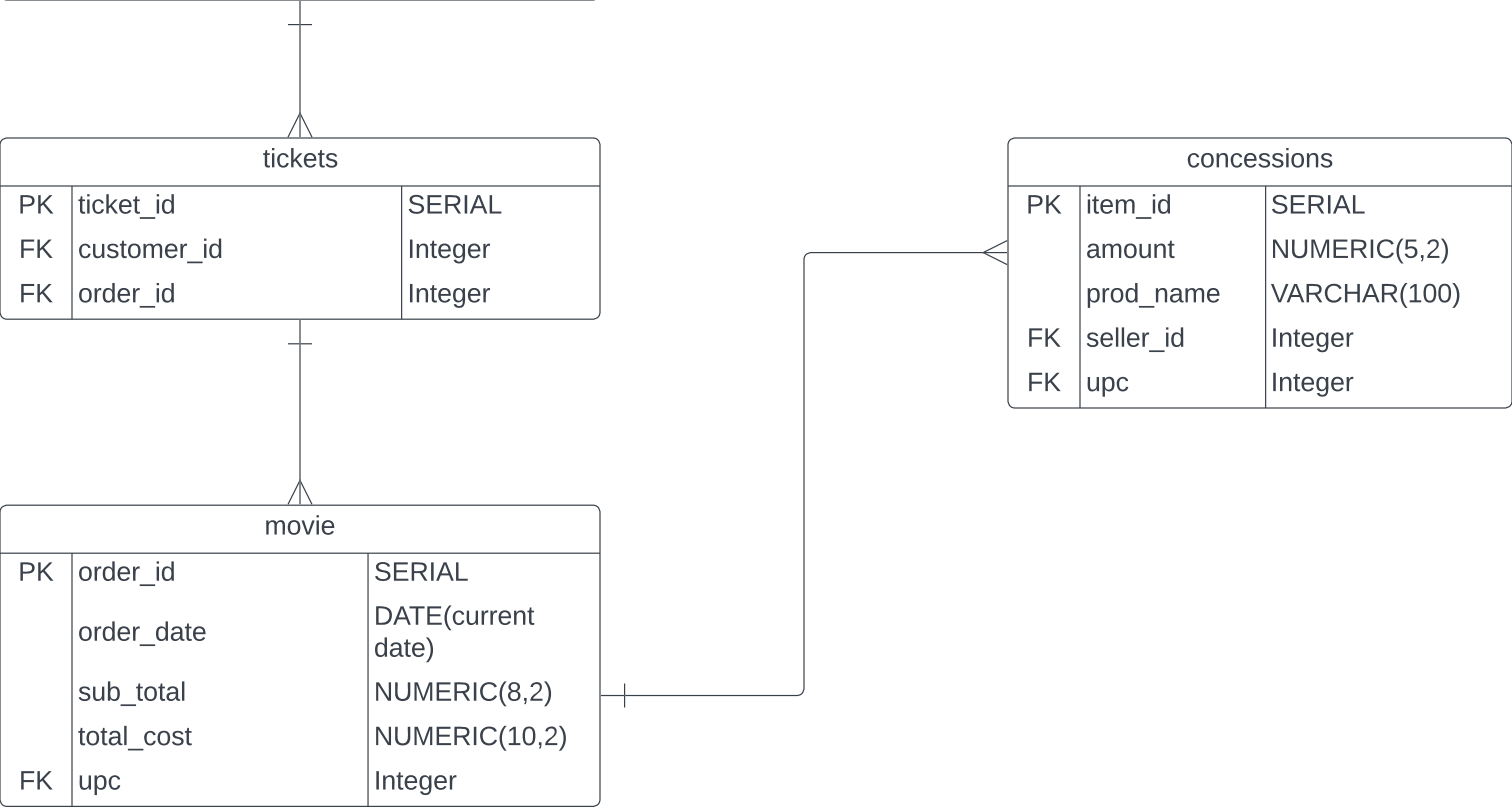 tickets
PK ticket_id SERIAL
FK customer_id Integer
FK order_id Integer
concessions
PK item_id SERIAL
amount NUMERIC(5,2)
prod_name VARCHAR(100)
FK seller_id Integer
FK upc Integer
movie
PK order_id SERIAL
order_date DATE(current
date)
sub_total NUMERIC(8,2)
total_cost NUMERIC(10,2)
FK upc Integer